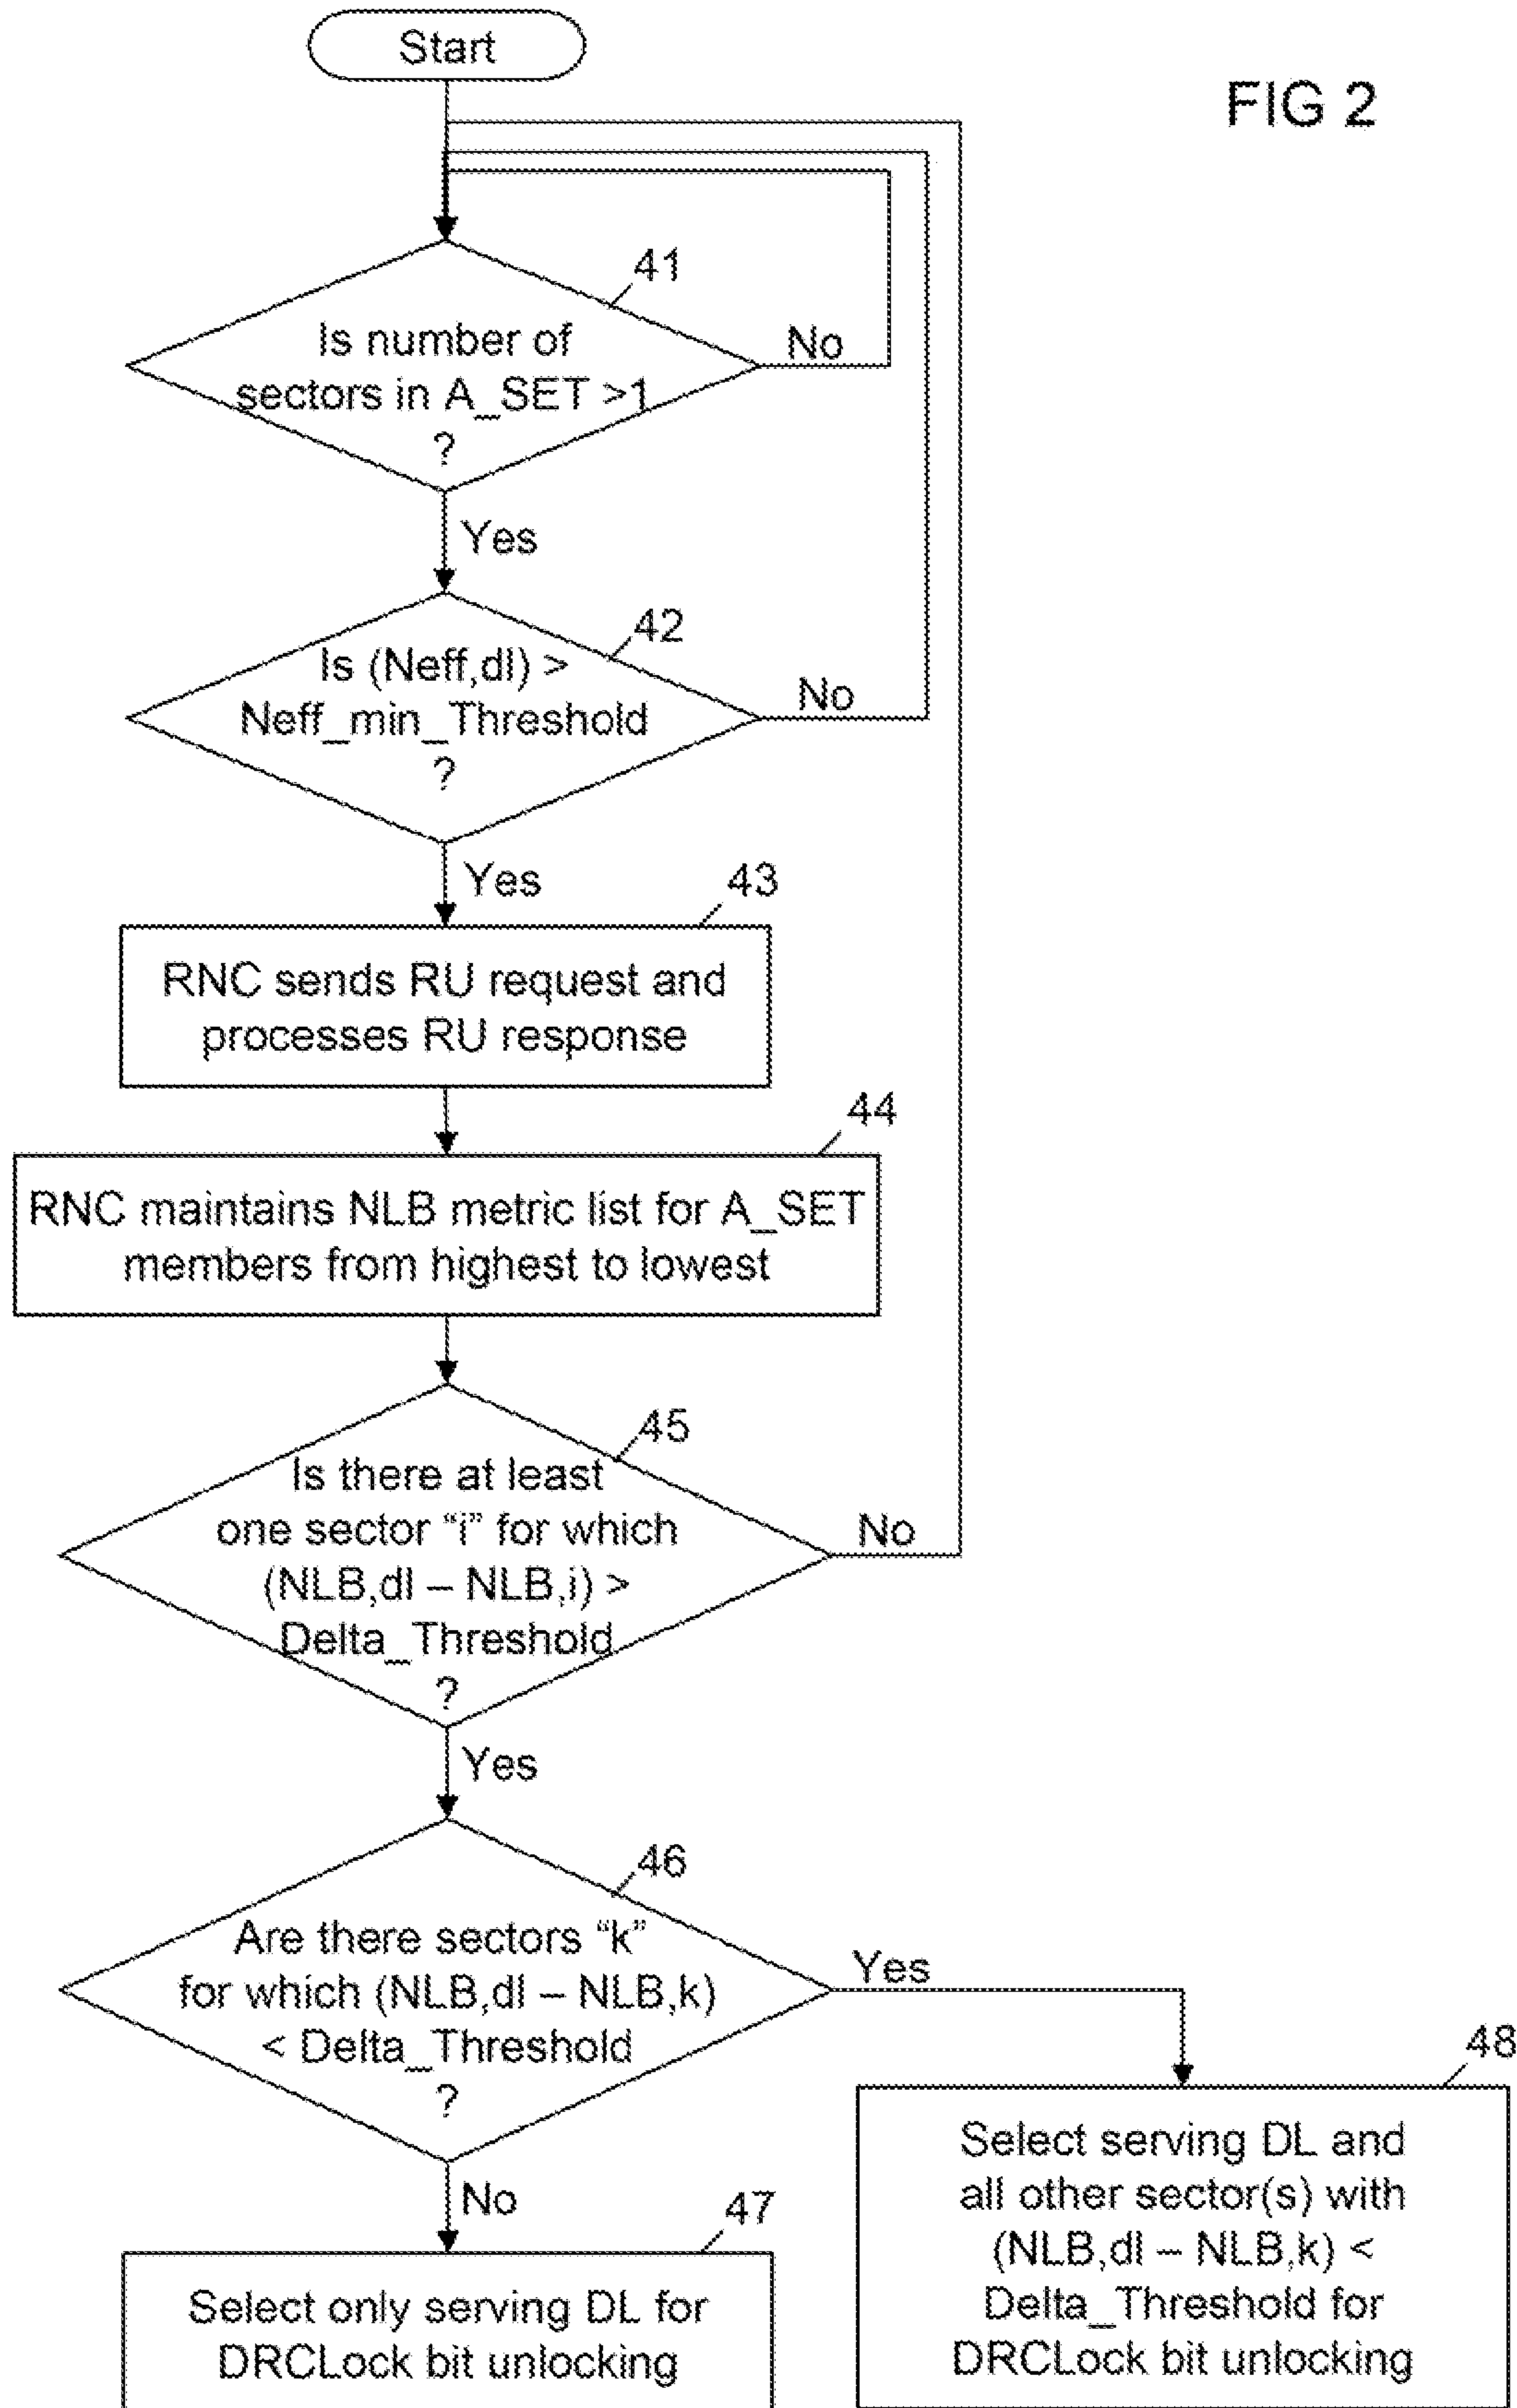 Start
FIG 2
41
Is number of
sectors in A_SET >1
?
No
Yes
42
Is (Neff,dl) >
Neff_min_Threshold
?
No
Yes
43
RNC sends RU request and
processes RU response
44
RNC maintains NLB metric list for A_SET
members from highest to lowest
45
Is there at least
one sector “i” for which
(NLB,dl – NLB,i) >
Delta_Threshold
?
No
Yes
46
Are there sectors “k”
for which (NLB,dl – NLB,k)
< Delta_Threshold
?
Yes
No
47
Select only serving DL for
DRCLock bit unlocking
48
Select serving DL and
all other sector(s) with
(NLB,dl – NLB,k) <
Delta_Threshold for
DRCLock bit unlocking